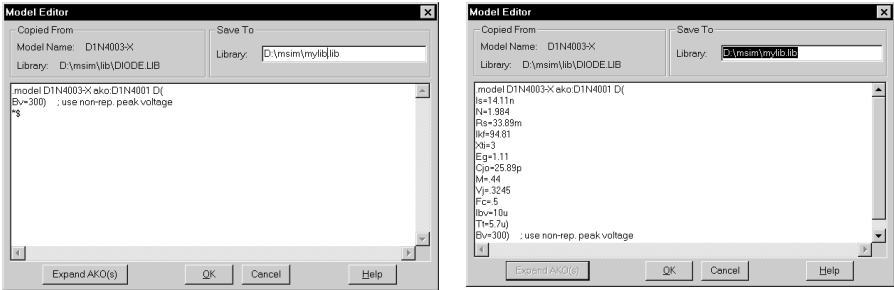 Model Editor
Copied From
Model Name: D1N4003-X
Library: D:\msim\lib\DIODE.LIB
Save To
Library: D:\msim\mylib.lib
.model D1N4003-X ako:D1N4001 D(
Bv=300) ; use non-rep. peak voltage
*$
Expand AKO(s)
OK
Cancel
Help
Model Editor
Copied From
Model Name: D1N4003-X
Library: D:\msim\lib\DIODE.LIB
Save To
Library: D:\msim\mylib.lib
.model D1N4003-X ako:D1N4001 D(
Is=14.11n
N=1.984
Rs=33.89m
Ikf=94.81
Xti=3
Eg=1.11
Cjo=25.89p
M=.44
Vj=.3245
Fc=.5
Ibv=10u
Tt=5.7u)
Bv=300) ; use non-rep. peak voltage
Expand AKO(s)
OK
Cancel
Help